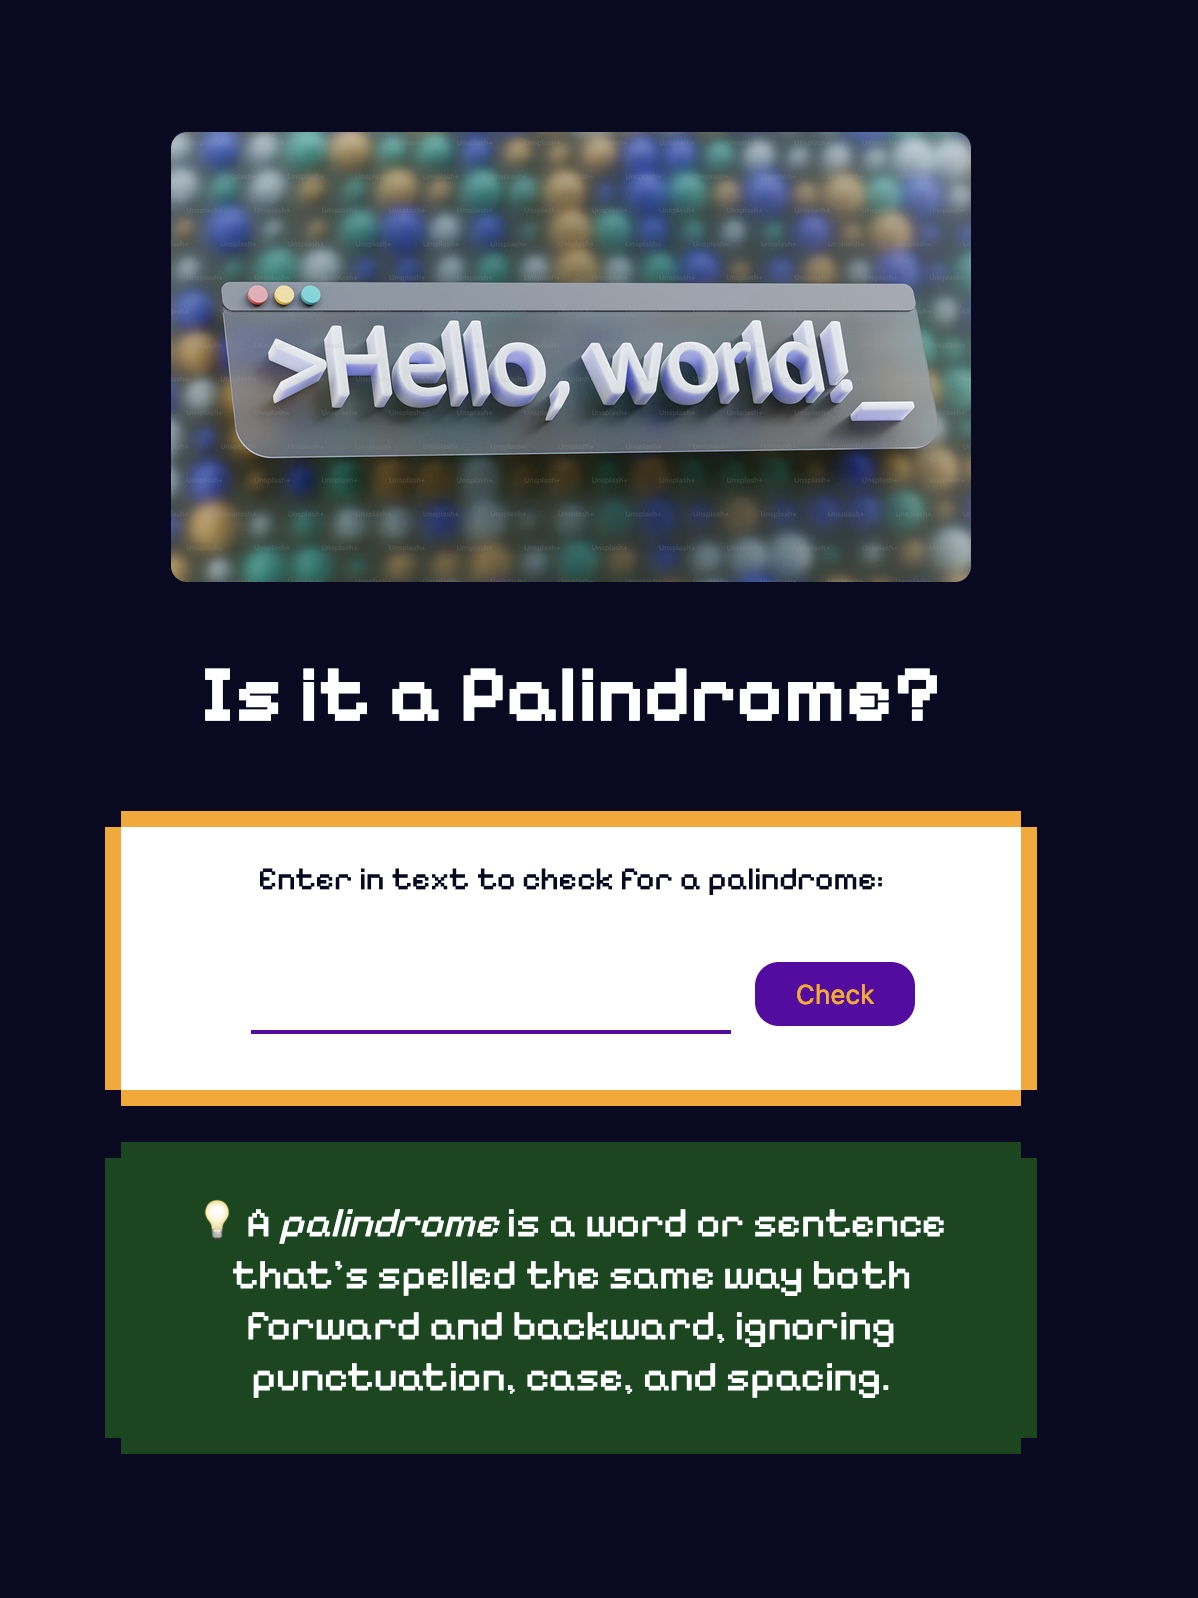 >Hello, world!_
Is it a Palindrome?
Enter in text to check for a palindrome:
Check
💡 A palindrome is a word or sentence
that's spelled the same way both
forward and backward, ignoring
punctuation, case, and spacing.